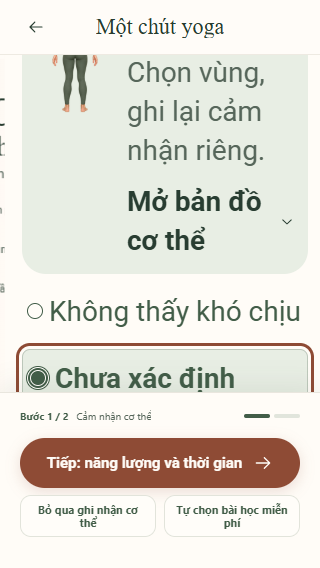 Một chút yoga
Chọn vùng,
ghi lại cảm
nhận riêng.
Mở bản đồ
cơ thể
Không thấy khó chịu
Chưa xác định
Bước 1 / 2 Cảm nhận cơ thể
Tiếp: năng lượng và thời gian
Bỏ qua ghi nhận cơ
thể
Tự chọn bài học miễn
phí